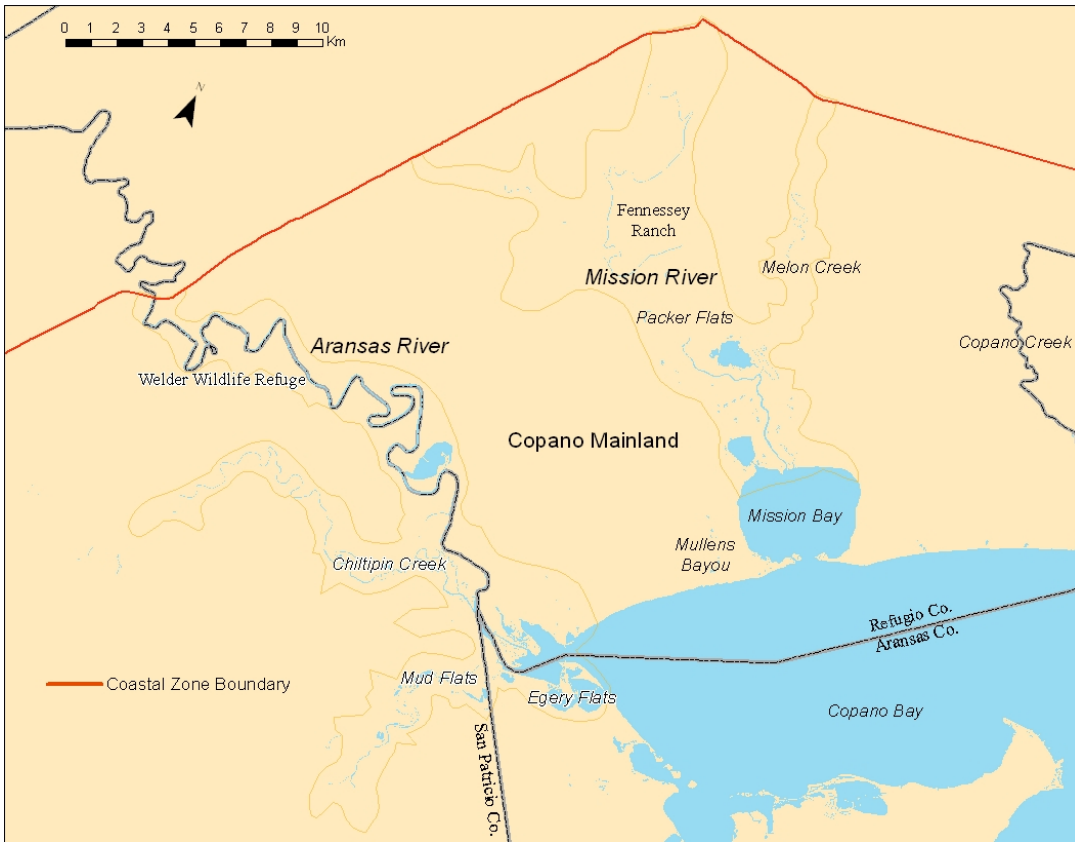 0 1 2 3 4 5 6 7 8 9 10
Km
N
Fennessey
Ranch
Mission River
Melon Creek
Packer Flats
Copano Creek
Aransas River
Welder Wildlife Refuge
Copano Mainland
Mission Bay
Mullens
Bayou
Chiltipin Creek
Refugio Co.
Aransas Co.
Mud Flats
Coastal Zone Boundary
Egery Flats
Copano Bay
San Patricio Co.